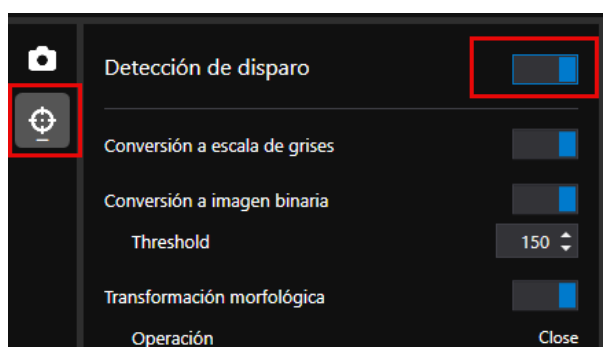 Detección de disparo
Conversión a escala de grises
Conversión a imagen binaria
Threshold 150
Transformación morfológica
Operación Close